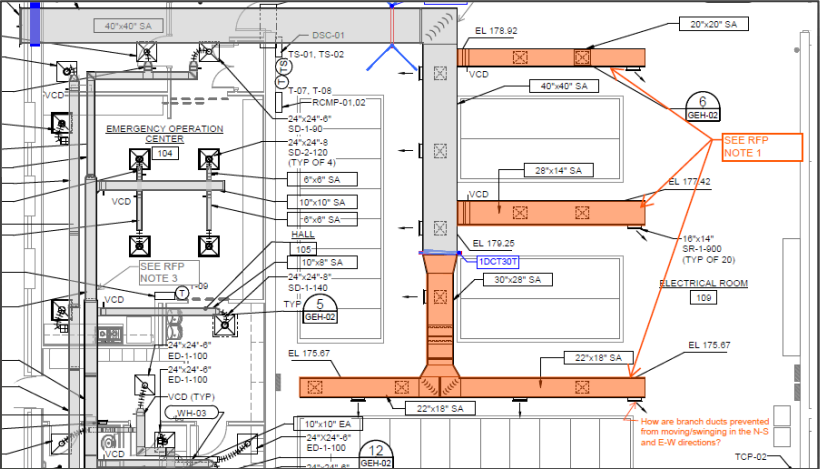 40"x40" SA
DSC-01
EL 178.92
20"x20" SA
TS-01, TS-02
TS
T
VCD
VCD
40"x40" SA
T-07, T-08
RCMP-01,02
6
GEH-02
24"x24"-6"
SD-1-90
EMERGENCY OPERATION
CENTER
104
24"x24"-8
SD-2-120
(TYP OF 4)
SEE RFP
NOTE 1
28"x14" SA
6"x6" SA
EL 177.42
VCD
10"x10" SA
VCD
6"x6" SA
HALL
105
16"x14"
SR-1-900
(TYP OF 20)
EL 179.25
1DCT30T
10"x8" SA
SEE RFP
NOTE 3
T-09
T
24"x24"-8"
SD-1-140
30"x28" SA
ELECTRICAL ROOM
109
VCD
TYP
5
GEH-02
24"x24"-6"
ED-1-100
EL 175.67
22"x18" SA
EL 175.67
24"x24"-6"
ED-1-100
VCD (TYP)
22"x18" SA
WH-03
10"x10" EA
How are branch ducts prevented
from moving/swinging in the N-S
and E-W directions?
24"X24"-6"
ED-1-100
12
GEH-02
VCD
TCP-02
24"x24"-6"